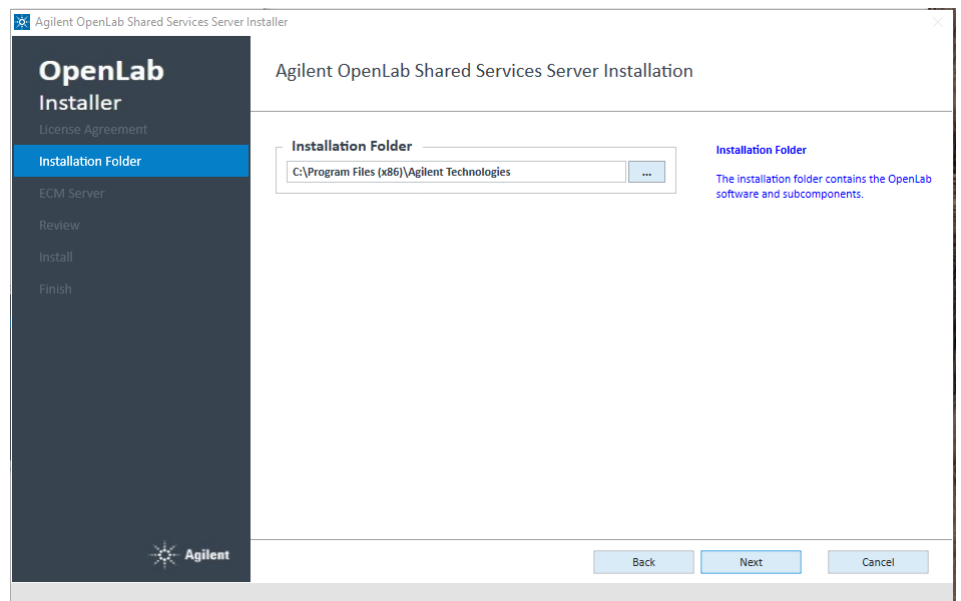 Agilent OpenLab Shared Services Server Installer
OpenLab
Installer
License Agreement
Installation Folder
ECM Server
Review
Install
Finish
Agilent
Agilent OpenLab Shared Services Server Installation
Installation Folder
C:\Program Files (x86)\Agilent Technologies
...
Installation Folder
The installation folder contains the OpenLab
software and subcomponents.
Back
Next
Cancel